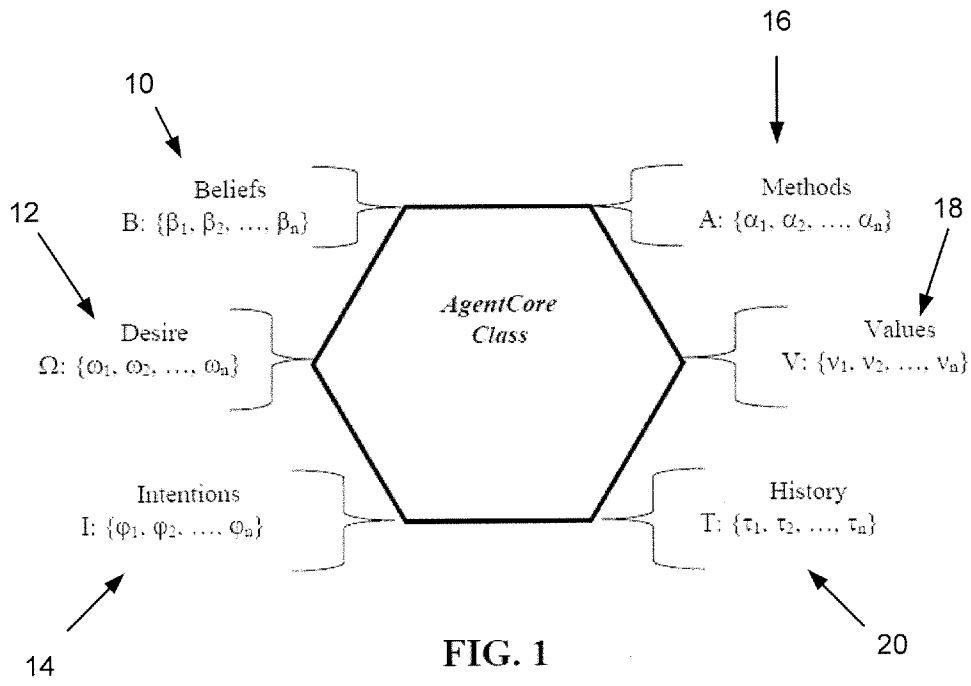 16
10
Beliefs
B: {β₁, β₂, …, βₙ}
Methods
A: {α₁, α₂, …, αₙ}
12
18
AgentCore
Class
Desire
Ω: {ω₁, ω₂, …, ωₙ}
Values
V: {ν₁, ν₂, …, νₙ}
Intentions
I: {φ₁, φ₂, …, φₙ}
History
T: {τ₁, τ₂, …, τₙ}
14
FIG. 1
20